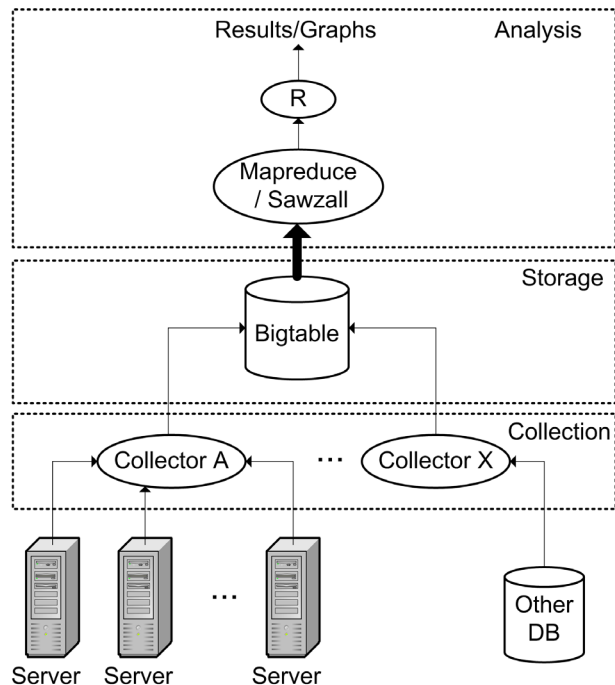 Results/Graphs
Analysis
R
Mapreduce
/ Sawzall
Storage
Bigtable
Collection
Collector A
...
Collector X
...
Other
DB
Server
Server
Server